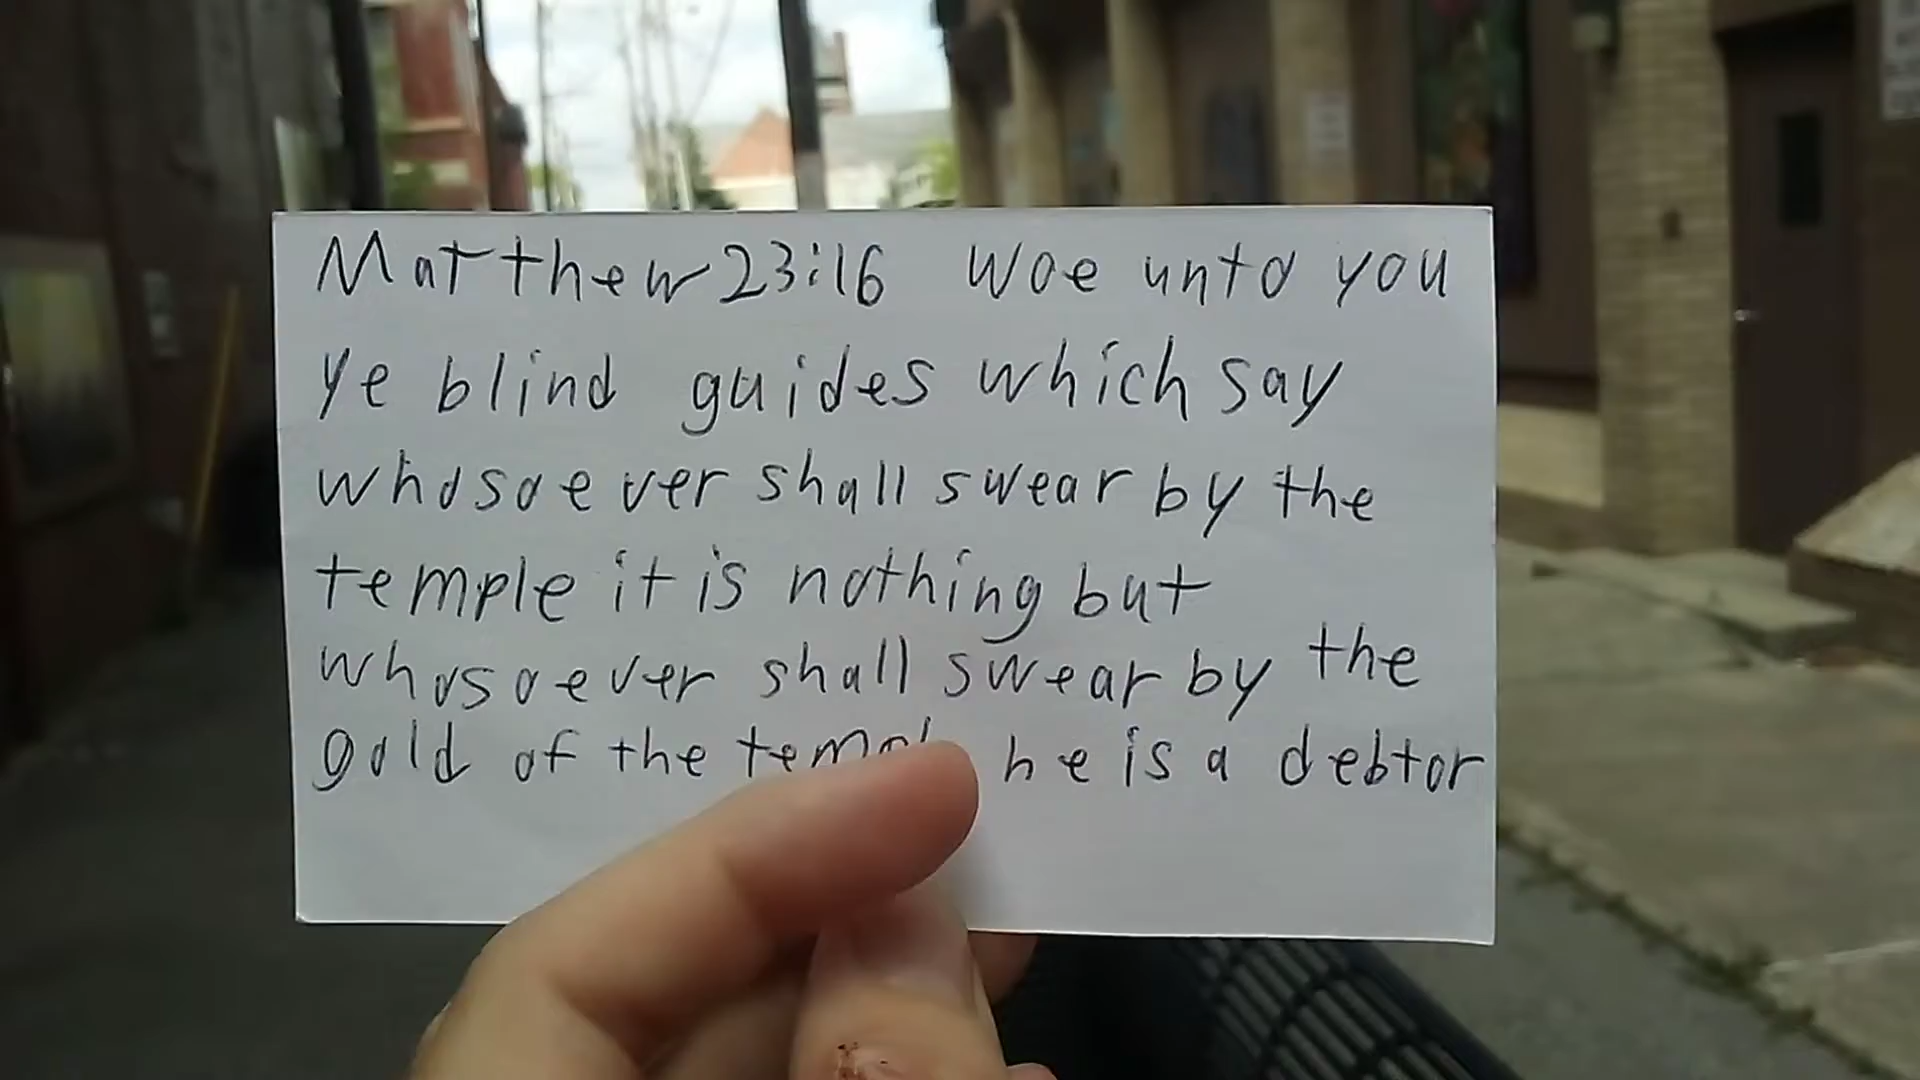 Matthew 23:16 Woe unto you
ye blind guides which say
whosoever shall swear by the
temple it is nothing but
whosoever shall swear by the
gold of the temple he is a debtor